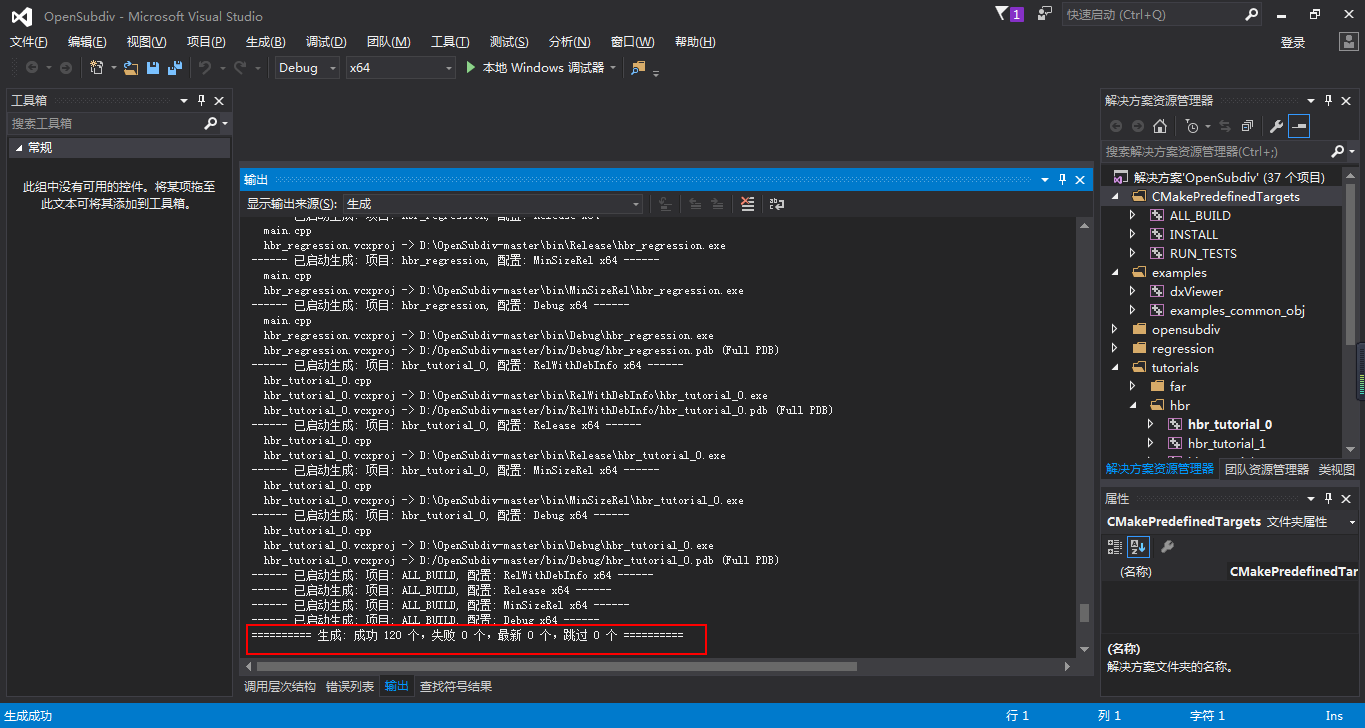 OpenSubdiv - Microsoft Visual Studio
1
快速启动 (Ctrl+Q)
文件(F) 编辑(E) 视图(V) 项目(P) 生成(B) 调试(D) 团队(M) 工具(T) 测试(S) 分析(N) 窗口(W) 帮助(H)
登录
Debug x64 本地 Windows 调试器
工具箱
搜索工具箱
常规
此组中没有可用的控件。将某项拖至
此文本可将其添加到工具箱。
输出
显示输出来源(S): 生成
------ 已启动生成: 项目: hbr_regression, 配置: Release x64 ------
main.cpp
hbr_regression.vcxproj -> D:\OpenSubdiv-master\bin\Release\hbr_regression.exe
------ 已启动生成: 项目: hbr_regression, 配置: MinSizeRel x64 ------
main.cpp
hbr_regression.vcxproj -> D:\OpenSubdiv-master\bin\MinSizeRel\hbr_regression.exe
------ 已启动生成: 项目: hbr_regression, 配置: Debug x64 ------
main.cpp
hbr_regression.vcxproj -> D:\OpenSubdiv-master\bin\Debug\hbr_regression.exe
hbr_regression.vcxproj -> D:/OpenSubdiv-master/bin/Debug/hbr_regression.pdb (Full PDB)
------ 已启动生成: 项目: hbr_tutorial_0, 配置: RelWithDebInfo x64 ------
hbr_tutorial_0.cpp
hbr_tutorial_0.vcxproj -> D:\OpenSubdiv-master\bin\RelWithDebInfo\hbr_tutorial_0.exe
hbr_tutorial_0.vcxproj -> D:/OpenSubdiv-master/bin/RelWithDebInfo/hbr_tutorial_0.pdb (Full PDB)
------ 已启动生成: 项目: hbr_tutorial_0, 配置: Release x64 ------
hbr_tutorial_0.cpp
hbr_tutorial_0.vcxproj -> D:\OpenSubdiv-master\bin\Release\hbr_tutorial_0.exe
------ 已启动生成: 项目: hbr_tutorial_0, 配置: MinSizeRel x64 ------
hbr_tutorial_0.cpp
hbr_tutorial_0.vcxproj -> D:\OpenSubdiv-master\bin\MinSizeRel\hbr_tutorial_0.exe
------ 已启动生成: 项目: hbr_tutorial_0, 配置: Debug x64 ------
hbr_tutorial_0.cpp
hbr_tutorial_0.vcxproj -> D:\OpenSubdiv-master\bin\Debug\hbr_tutorial_0.exe
hbr_tutorial_0.vcxproj -> D:/OpenSubdiv-master/bin/Debug/hbr_tutorial_0.pdb (Full PDB)
------ 已启动生成: 项目: ALL_BUILD, 配置: RelWithDebInfo x64 ------
------ 已启动生成: 项目: ALL_BUILD, 配置: Release x64 ------
------ 已启动生成: 项目: ALL_BUILD, 配置: MinSizeRel x64 ------
------ 已启动生成: 项目: ALL_BUILD, 配置: Debug x64 ------
========== 生成: 成功 120 个，失败 0 个，最新 0 个，跳过 0 个 ==========
调用层次结构 错误列表 输出 查找符号结果
解决方案资源管理器
搜索解决方案资源管理器(Ctrl+;)
解决方案'OpenSubdiv' (37 个项目)
CMakePredefinedTargets
ALL_BUILD
INSTALL
RUN_TESTS
examples
dxViewer
examples_common_obj
opensubdiv
regression
tutorials
far
hbr
hbr_tutorial_0
hbr_tutorial_1
解决方案资源管理器 团队资源管理器 类视图
属性
CMakePredefinedTargets 文件夹属性
(名称) CMakePredefinedTar
(名称)
解决方案文件夹的名称。
生成成功 行 1 列 1 字符 1 Ins